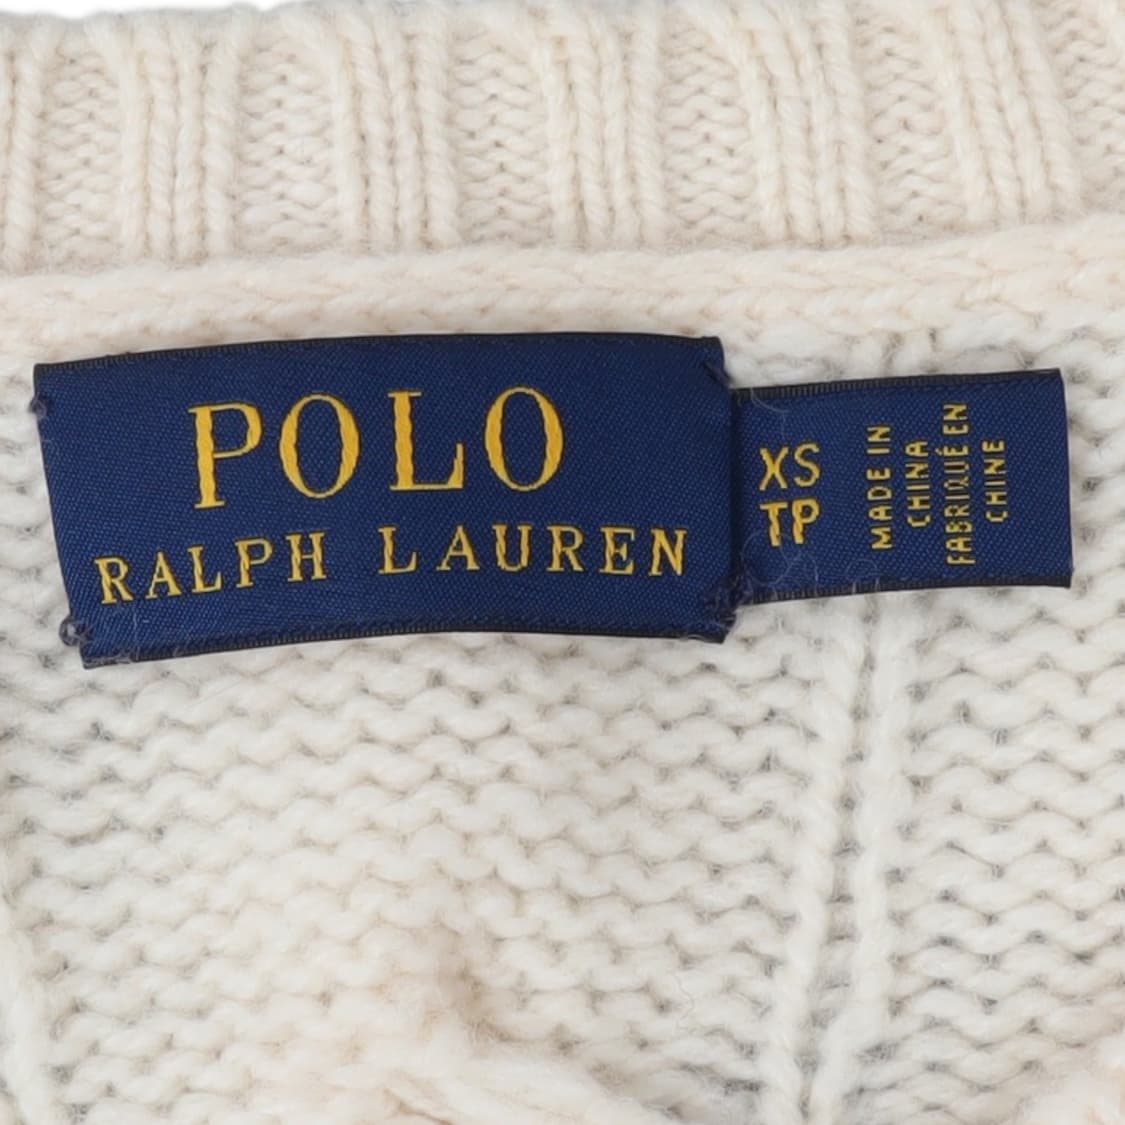 POLO
RALPH LAUREN
XS
TP
MADE IN
CHINA
FABRIQUÉ EN
CHINE